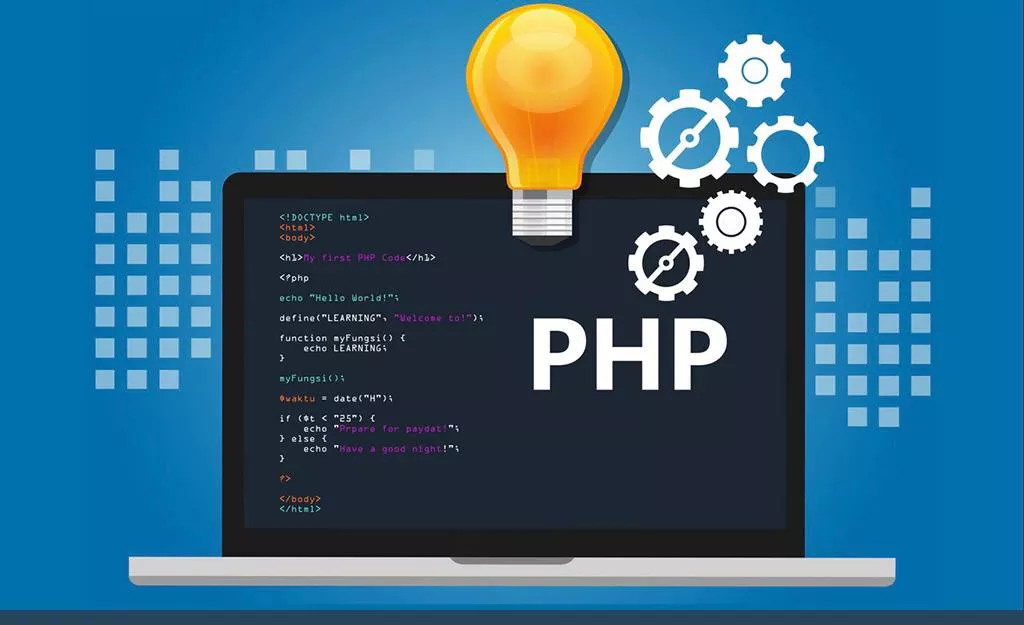 <!DOCTYPE html>
<html>
<body>
<h1>My first PHP Code</h1>
<?php
echo "Hello World!";
define("LEARNING", "Welcome to!");
function myFungsi() {
echo LEARNING;
}
myFungsi();
$waktu = date("H");
if ($t < "25") {
echo "Prpare for paydat!";
} else {
echo "Have a good night!";
}
?>
</body>
</html>
PHP